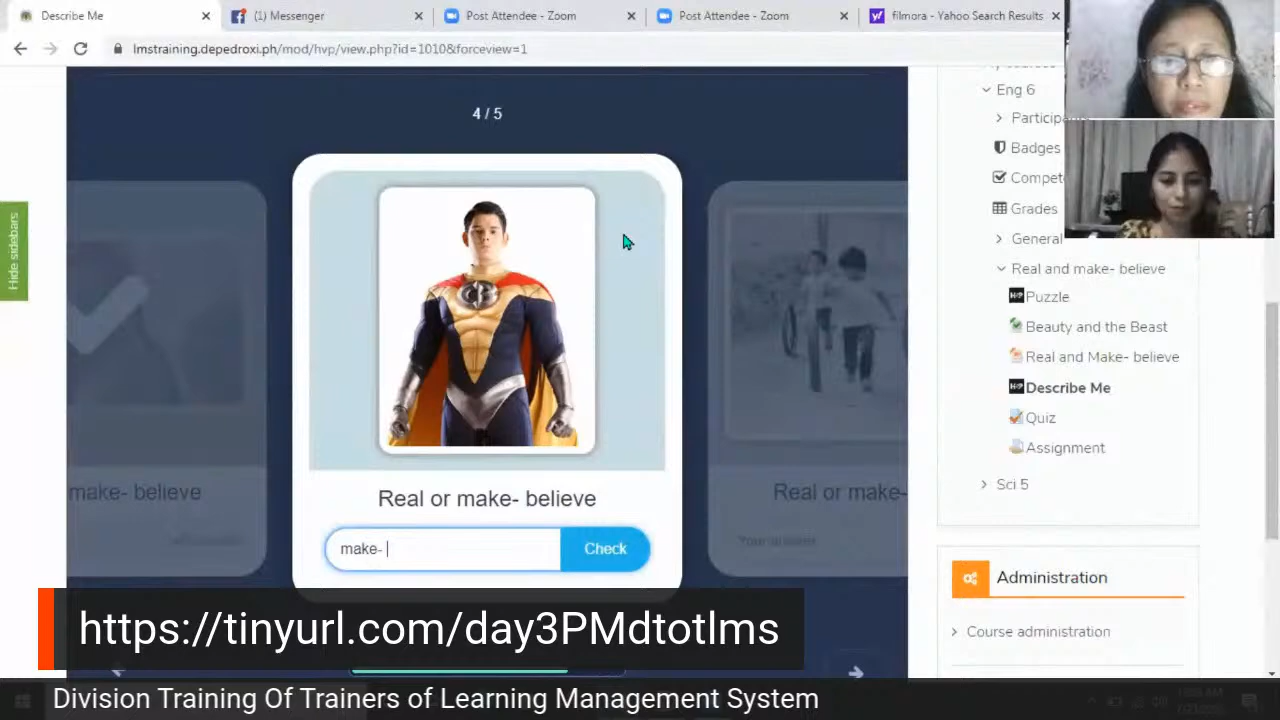 Describe Me
(1) Messenger
Post Attendee - Zoom
Post Attendee - Zoom
filmora - Yahoo Search Results
lmstraining.depedroxi.ph/mod/hvp/view.php?id=1010&forceview=1
Hide sidebars
4 / 5
make- believe
Real or make- believe
Real or make-
make-
Check
Your answer
Eng 6
Participants
Badges
Compet
Grades
General
Real and make- believe
H-P Puzzle
Beauty and the Beast
Real and Make- believe
H-P Describe Me
Quiz
Assignment
Sci 5
Administration
Course administration
https://tinyurl.com/day3PMdtotlms
Division Training Of Trainers of Learning Management System